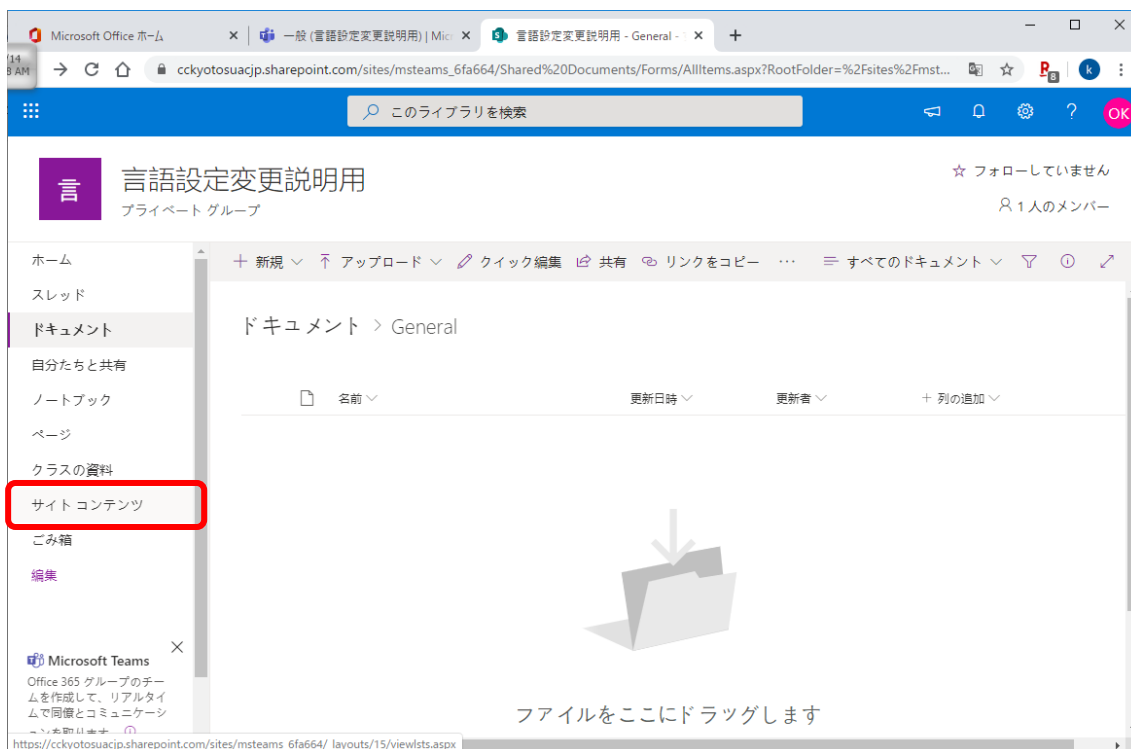 Microsoft Office ホーム
一般 (言語設定変更説明用) | Micr
言語設定変更説明用 - General -
/14
8 AM
cckyotosuacjp.sharepoint.com/sites/msteams_6fa664/Shared%20Documents/Forms/AllItems.aspx?RootFolder=%2Fsites%2Fmst...
R
8
k
このライブラリを検索
?
OK
言
言語設定変更説明用
プライベート グループ
フォローしていません
1 人のメンバー
ホーム
スレッド
ドキュメント
自分たちと共有
ノートブック
ページ
クラスの資料
サイト コンテンツ
ごみ箱
編集
+ 新規 アップロード クイック編集 共有 リンクをコピー ··· すべてのドキュメント
ドキュメント > General
名前 更新日時 更新者 + 列の追加
ファイルをここにドラッグします
Microsoft Teams
Office 365 グループのチー
ムを作成して、リアルタイ
ムで同僚とコミュニケーシ
ョンを取ります。
https://cckyotosuacjp.sharepoint.com/sites/msteams_6fa664/_layouts/15/viewlsts.aspx